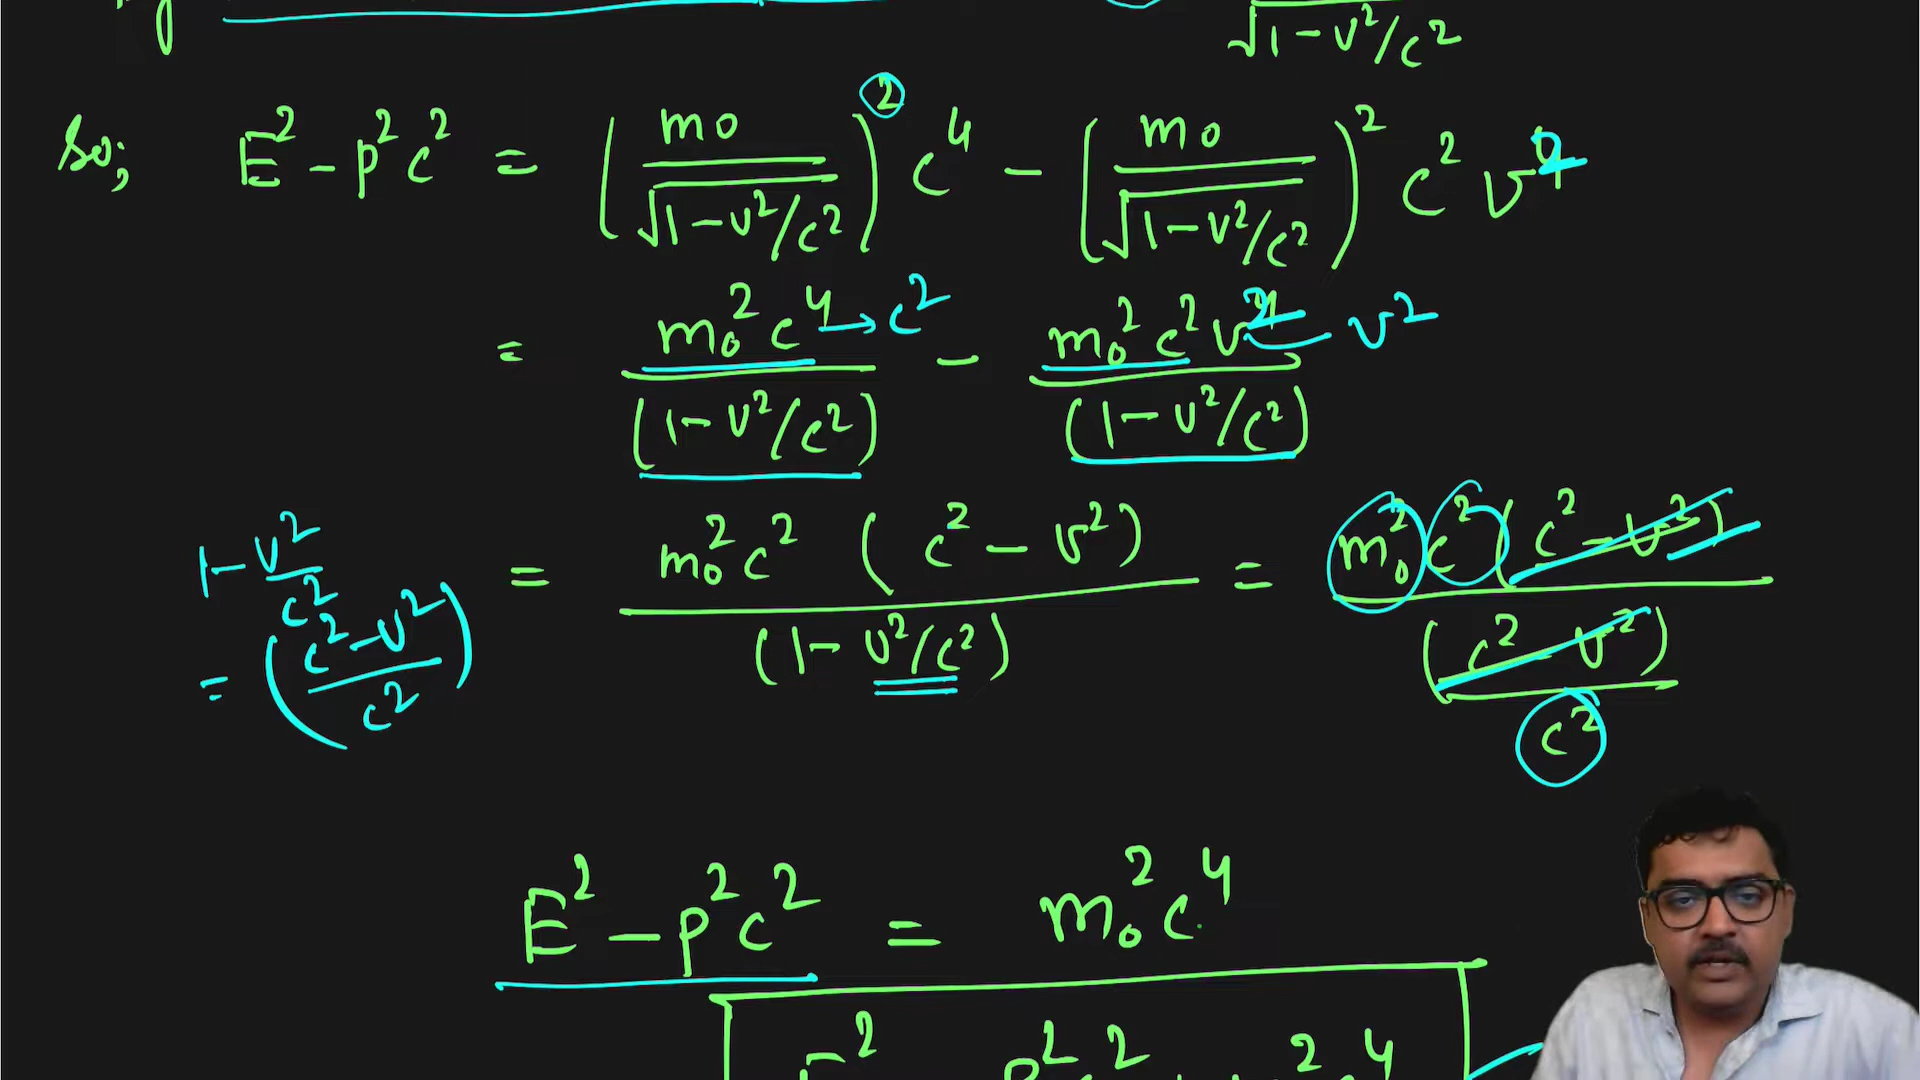 √1-v²/c²
So; E² - p²c² = (m₀/√1-v²/c²)² c⁴ - (m₀/√1-v²/c²)² c² v²
= m₀²c⁴/(1-v²/c²) → c² - m₀²c²v²/(1-v²/c²) v²
1-v²/c²
= (c²-v²/c²)
= m₀²c² (c² - v²)/(1-v²/c²) = m₀²c²(c²-v²)/(c²-v²)/c²
E² - p²c² = m₀²c⁴